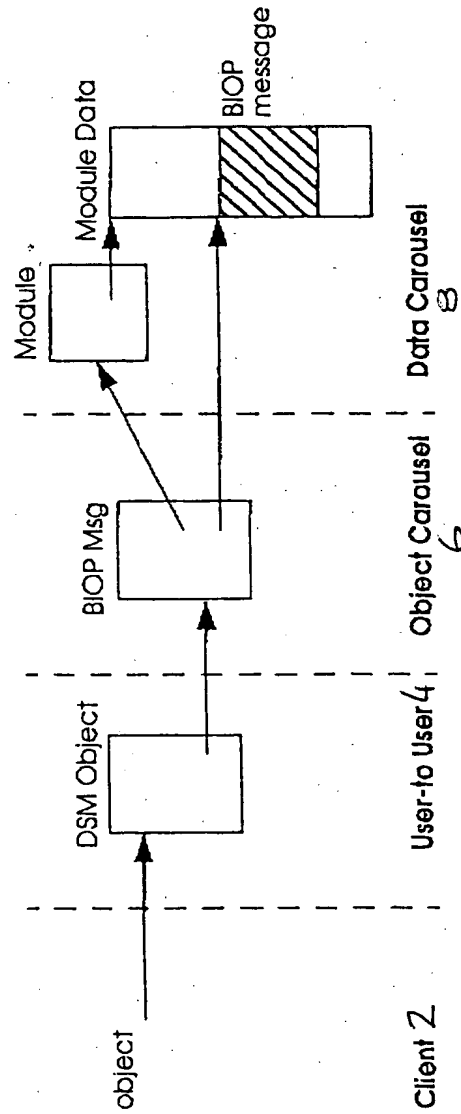 object
DSM Object
BIOP Msg
Module
Module Data
BIOP
message
Client 2
User-to User 4
Object Carousel
6
Data Carousel
8